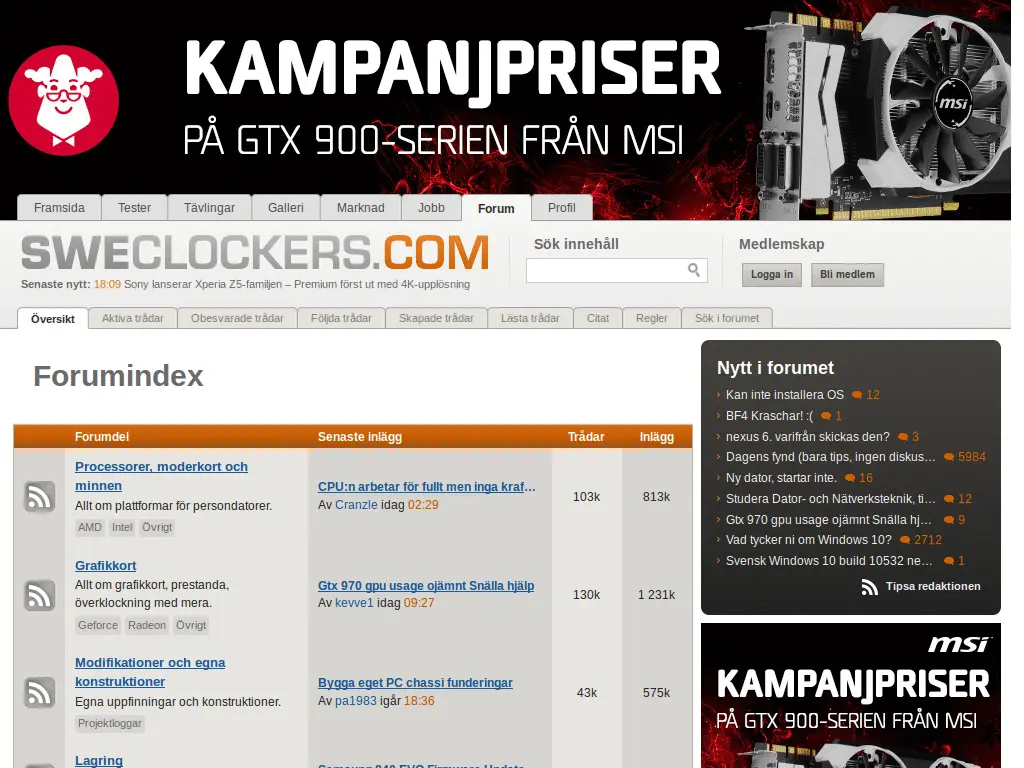 KAMPANJPRISER
PÅ GTX 900-SERIEN FRÅN MSI
msi
Framsida
Tester
Tävlingar
Galleri
Marknad
Jobb
Forum
Profil
SWECLOCKERS.COM
Senaste nytt: 18:09 Sony lanserar Xperia Z5-familjen – Premium först ut med 4K-upplösning
Sök innehåll
Medlemskap
Logga in
Bli medlem
Översikt
Aktiva trådar
Obesvarade trådar
Följda trådar
Skapade trådar
Lästa trådar
Citat
Regler
Sök i forumet
Forumindex
Forumdel
Senaste inlägg
Trådar
Inlägg
Processorer, moderkort och
minnen
Allt om plattformar för persondatorer.
AMD
Intel
Övrigt
CPU:n arbetar för fullt men inga kraf…
Av Cranzle idag 02:29
103k
813k
Grafikkort
Allt om grafikkort, prestanda,
överklockning med mera.
Geforce
Radeon
Övrigt
Gtx 970 gpu usage ojämnt Snälla hjälp
Av kevve1 idag 09:27
130k
1 231k
Modifikationer och egna
konstruktioner
Egna uppfinningar och konstruktioner.
Projektloggar
Bygga eget PC chassi funderingar
Av pa1983 igår 18:36
43k
575k
Lagring
Samsung 840 EVO Firmware Update
Nytt i forumet
Kan inte installera OS 12
BF4 Kraschar! :( 1
nexus 6. varifrån skickas den? 3
Dagens fynd (bara tips, ingen diskus… 5984
Ny dator, startar inte. 16
Studera Dator- och Nätverksteknik, ti… 12
Gtx 970 gpu usage ojämnt Snälla hj… 9
Vad tycker ni om Windows 10? 2712
Svensk Windows 10 build 10532 ne… 1
Tipsa redaktionen
msi
KAMPANJPRISER
PÅ GTX 900-SERIEN FRÅN MSI